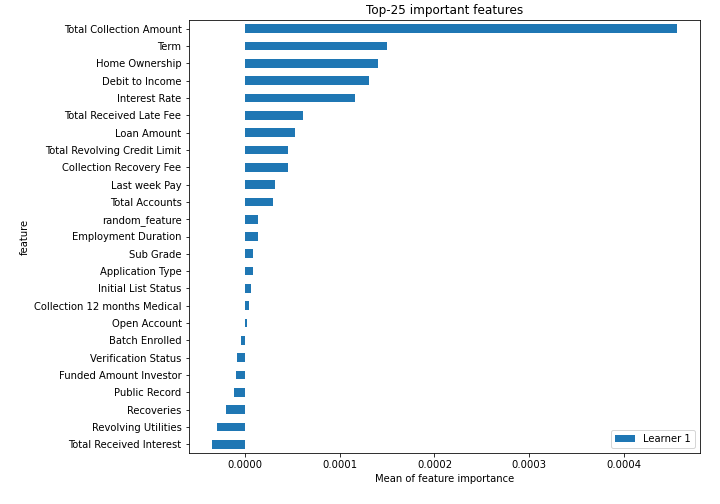 Top-25 important features
Total Collection Amount
Term
Home Ownership
Debit to Income
Interest Rate
Total Received Late Fee
Loan Amount
Total Revolving Credit Limit
Collection Recovery Fee
Last week Pay
Total Accounts
random_feature
Employment Duration
Sub Grade
Application Type
Initial List Status
Collection 12 months Medical
Open Account
Batch Enrolled
Verification Status
Funded Amount Investor
Public Record
Recoveries
Revolving Utilities
Total Received Interest
feature
Learner 1
0.0000 0.0001 0.0002 0.0003 0.0004
Mean of feature importance